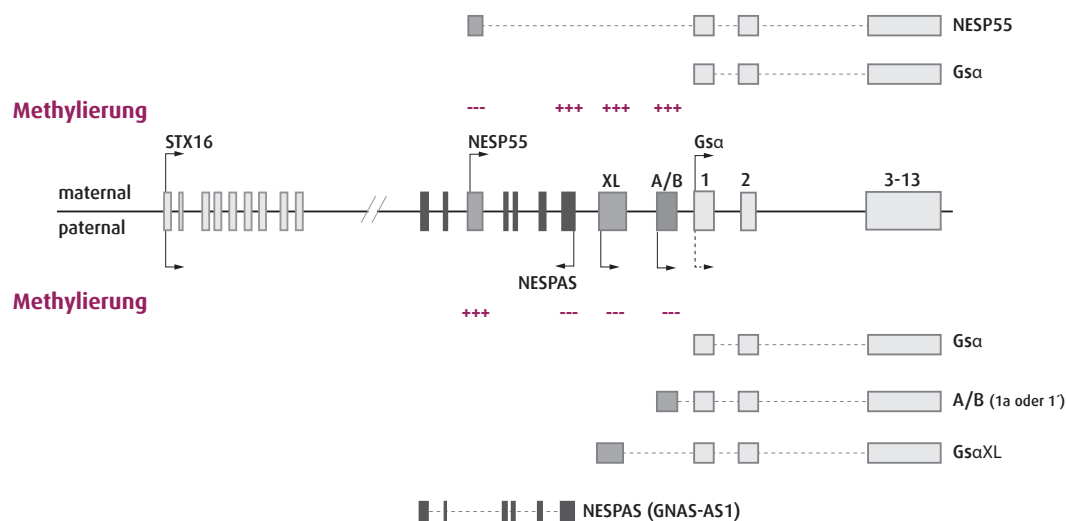 NESP55
Gsα
Methylierung
--- +++ +++ +++
STX16 NESP55 Gsα
XL A/B 1 2 3-13
maternal
paternal
NESPAS
Methylierung
+++ --- --- ---
Gsα
A/B (1a oder 1´)
GsαXL
NESPAS (GNAS-AS1)